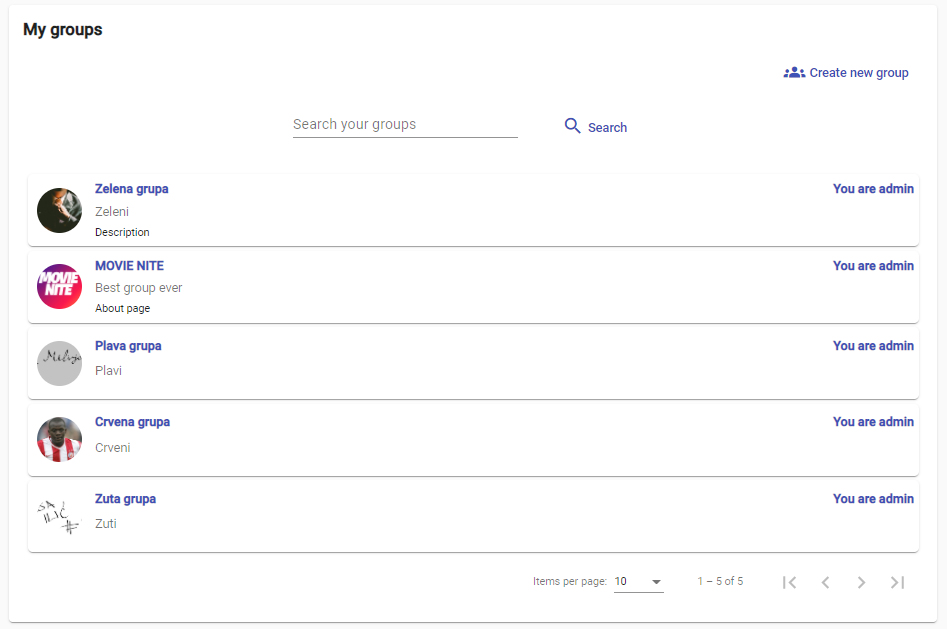 My groups
Create new group
Search your groups
Search
Zelena grupa
You are admin
Zeleni
Description
MOVIE NITE
You are admin
MOVIE
NITE
Best group ever
About page
Plava grupa
You are admin
Plavi
Crvena grupa
You are admin
Crveni
Zuta grupa
You are admin
Zuti
Items per page: 10
1 – 5 of 5